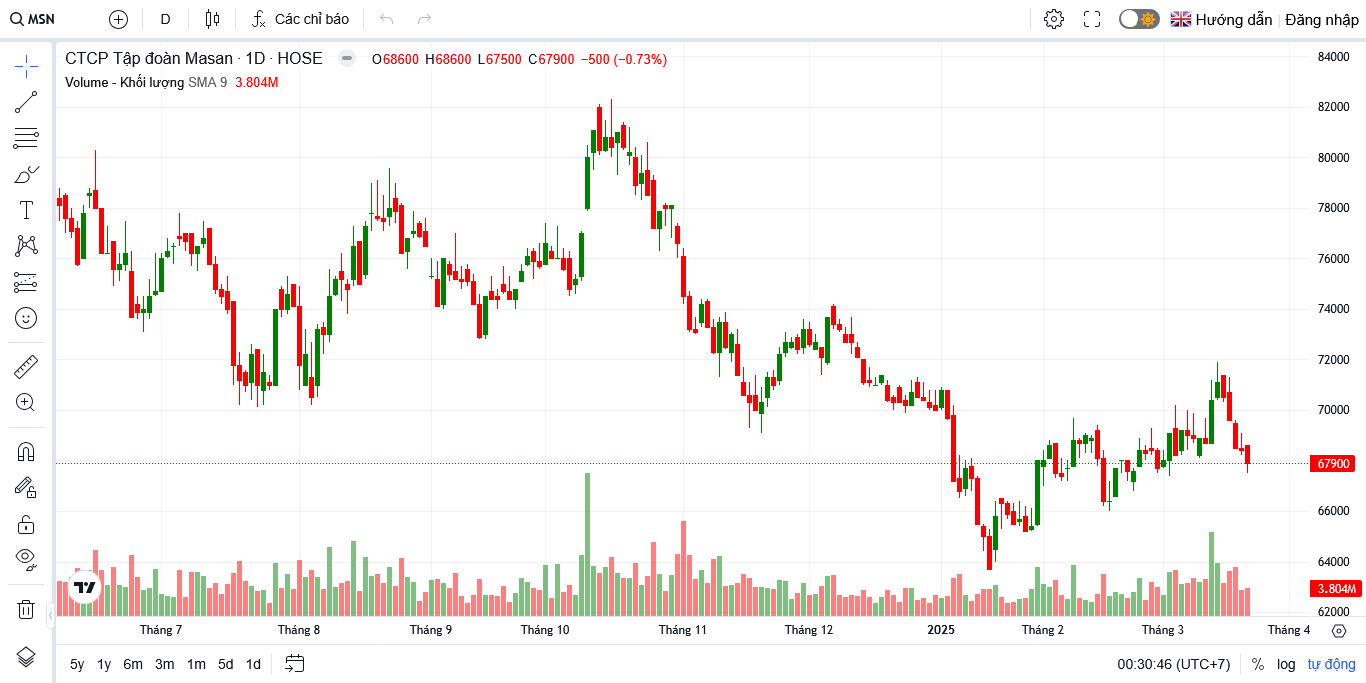 MSN D Các chỉ báo Hướng dẫn Đăng nhập
CTCP Tập đoàn Masan · 1D · HOSE O68600 H68600 L67500 C67900 −500 (−0.73%)
Volume - Khối lượng SMA 9 3.804M
84000
82000
80000
78000
76000
74000
72000
70000
67900
66000
64000
3.804M
62000
Tháng 7 Tháng 8 Tháng 9 Tháng 10 Tháng 11 Tháng 12 2025 Tháng 2 Tháng 3 Tháng 4
5y 1y 6m 3m 1m 5d 1d 00:30:46 (UTC+7) % log tự động